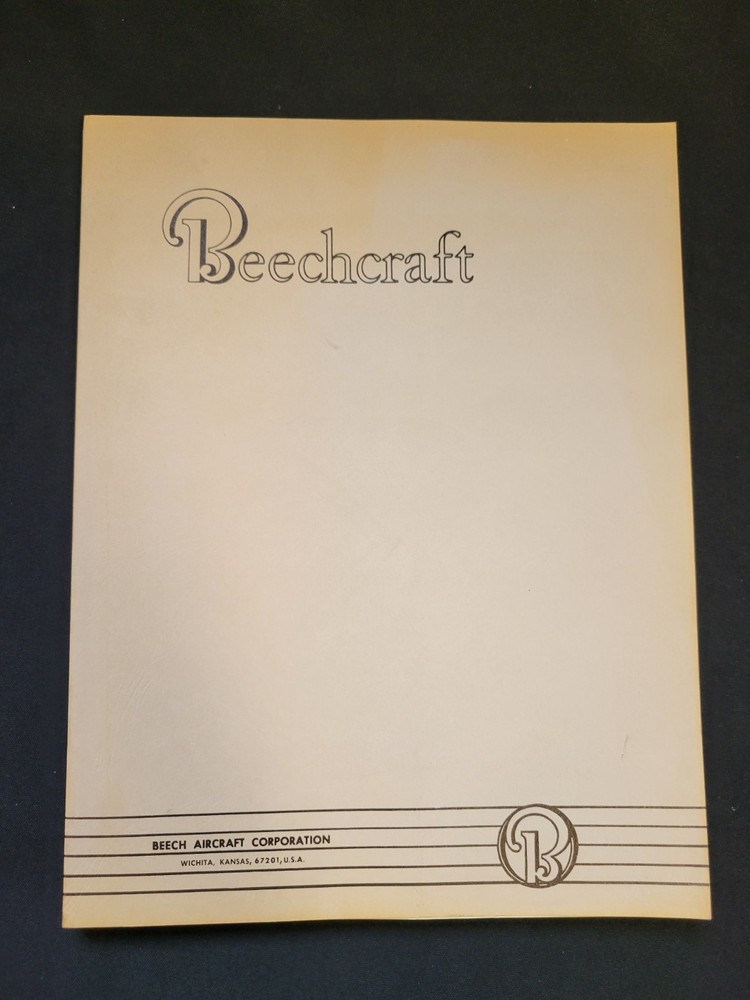 Beechcraft
BEECH AIRCRAFT CORPORATION
WICHITA, KANSAS, 67201, U.S.A.
B